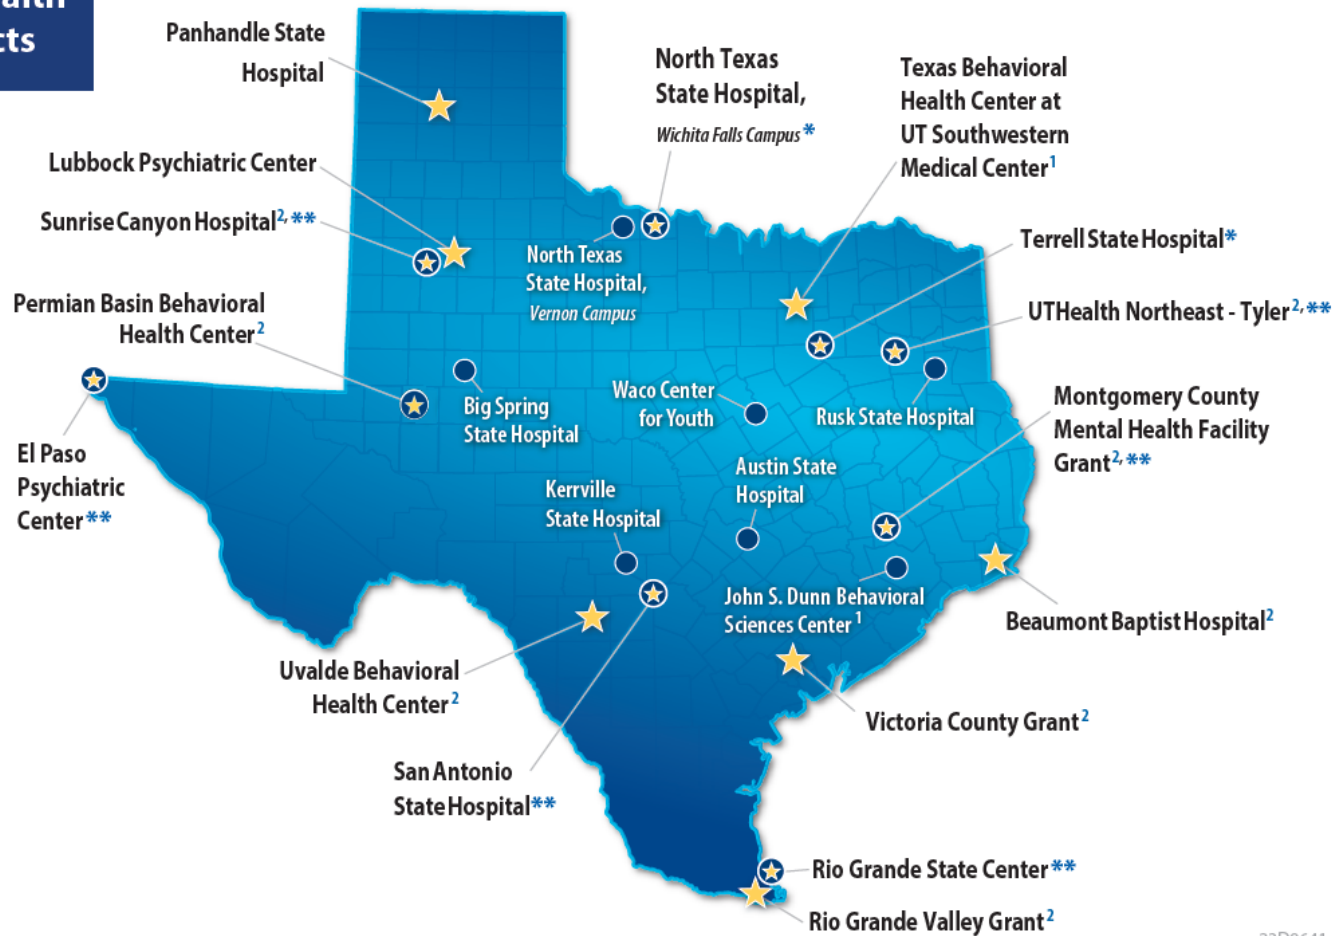 cts
Panhandle State
Hospital
North Texas
State Hospital,
Wichita Falls Campus*
Texas Behavioral
Health Center at
UT Southwestern
Medical Center1
Lubbock Psychiatric Center
Sunrise Canyon Hospital2, **
North Texas
State Hospital,
Vernon Campus
Terrell State Hospital*
UTHealth Northeast - Tyler2, **
Permian Basin Behavioral
Health Center2
Big Spring
State Hospital
Waco Center
for Youth
Rusk State Hospital
Montgomery County
Mental Health Facility
Grant2, **
El Paso
Psychiatric
Center**
Kerrville
State Hospital
Austin State
Hospital
John S. Dunn Behavioral
Sciences Center1
Beaumont Baptist Hospital2
Uvalde Behavioral
Health Center2
Victoria County Grant2
San Antonio
State Hospital**
Rio Grande State Center**
Rio Grande Valley Grant2